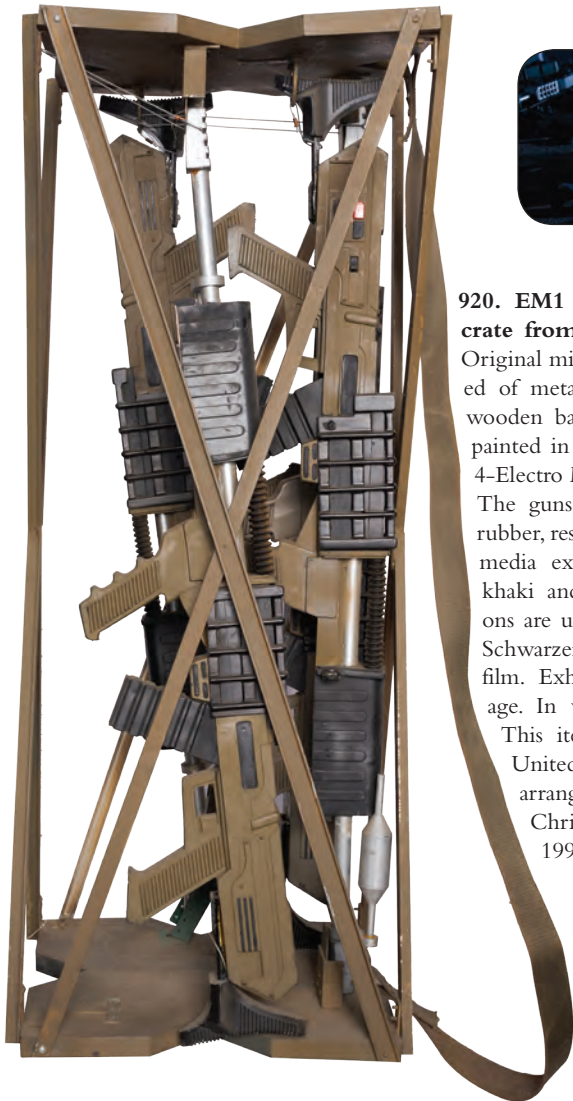 920. EM1
crate from
Original mi
ed of meta
wooden ba
painted in
4-Electro M
The guns
rubber, res
media ex
khaki and
ons are u
Schwarze
film. Exh
age. In
This ite
United
arrang
Chri
199